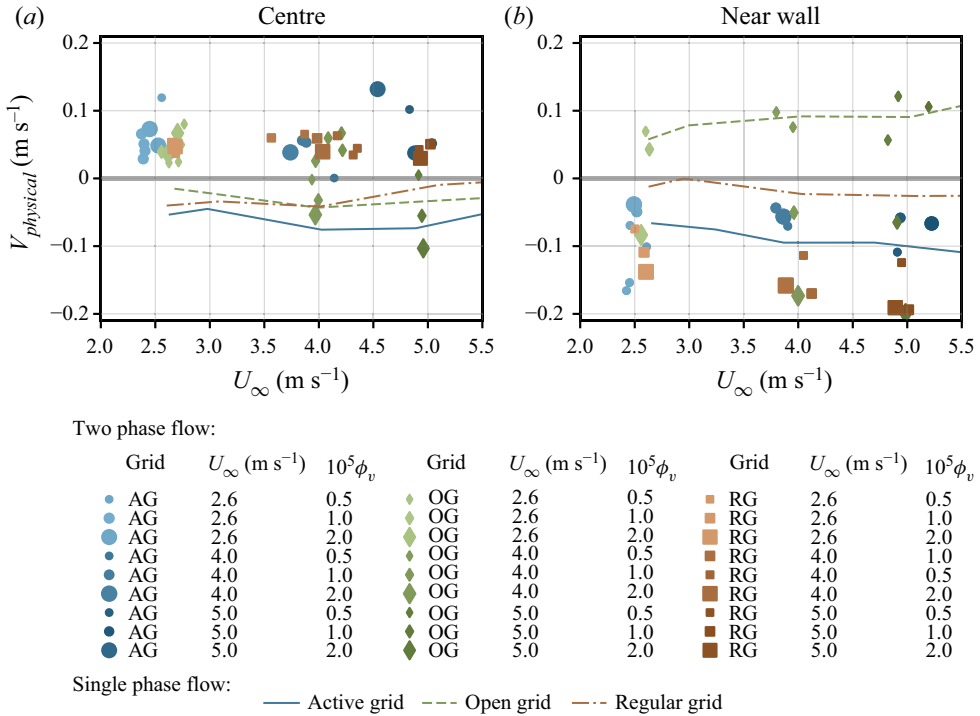 (a) Centre
(b) Near wall
V_physical (m s⁻¹)
0.2
0.1
0
−0.1
−0.2
2.0 2.5 3.0 3.5 4.0 4.5 5.0 5.5
U∞ (m s⁻¹)
0.2
0.1
0
−0.1
−0.2
2.0 2.5 3.0 3.5 4.0 4.5 5.0 5.5
U∞ (m s⁻¹)
Two phase flow:
Grid U∞ (m s⁻¹) 10⁵ϕᵥ Grid U∞ (m s⁻¹) 10⁵ϕᵥ Grid U∞ (m s⁻¹) 10⁵ϕᵥ
AG 2.6 0.5 OG 2.6 0.5 RG 2.6 0.5
AG 2.6 1.0 OG 2.6 1.0 RG 2.6 1.0
AG 2.6 2.0 OG 2.6 2.0 RG 2.6 2.0
AG 4.0 0.5 OG 4.0 0.5 RG 4.0 1.0
AG 4.0 1.0 OG 4.0 1.0 RG 4.0 0.5
AG 4.0 2.0 OG 4.0 2.0 RG 4.0 2.0
AG 5.0 0.5 OG 5.0 0.5 RG 5.0 0.5
AG 5.0 1.0 OG 5.0 1.0 RG 5.0 1.0
AG 5.0 2.0 OG 5.0 2.0 RG 5.0 2.0
Single phase flow:
Active grid Open grid Regular grid